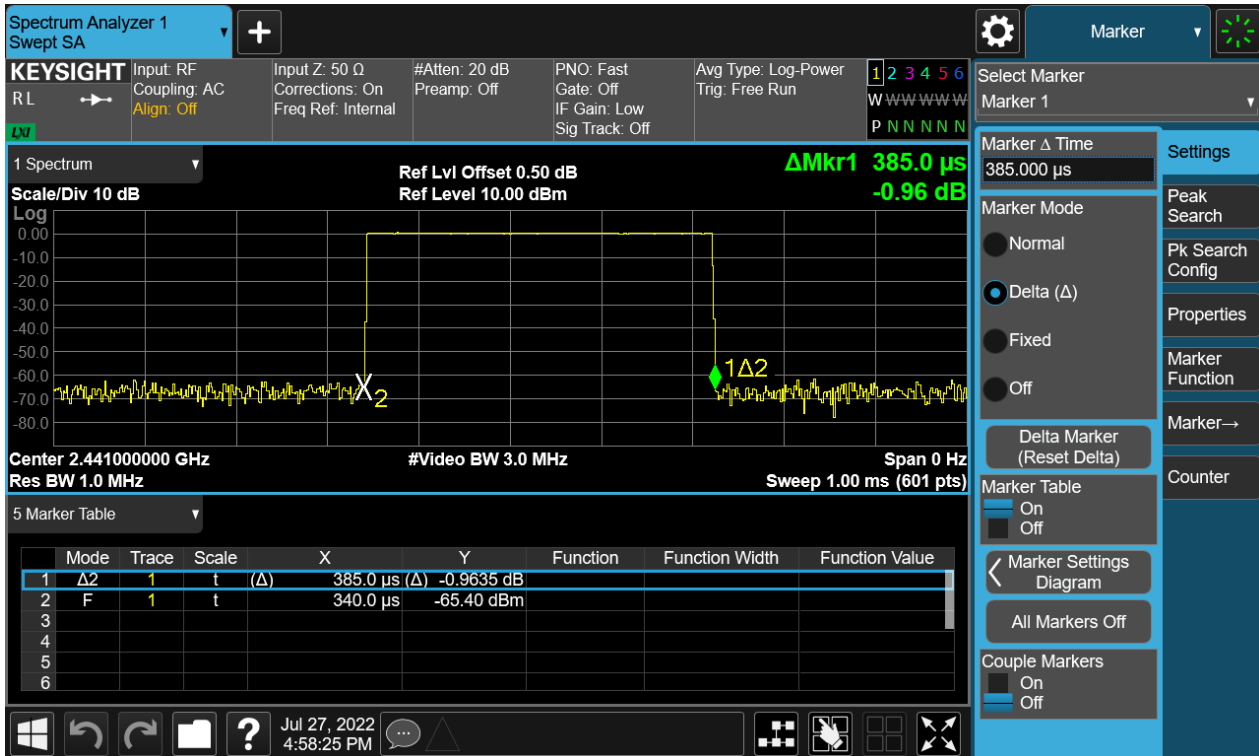 Spectrum Analyzer 1
Swept SA
Marker
KEYSIGHT
R L
LXI
Input: RF
Coupling: AC
Align: Off
Input Z: 50 Ω
Corrections: On
Freq Ref: Internal
#Atten: 20 dB
Preamp: Off
PNO: Fast
Gate: Off
IF Gain: Low
Sig Track: Off
Avg Type: Log-Power
Trig: Free Run
1 2 3 4 5 6
W W W W W W
P N N N N N
1 Spectrum
Scale/Div 10 dB
Ref Lvl Offset 0.50 dB
Ref Level 10.00 dBm
ΔMkr1 385.0 µs
-0.96 dB
Log
0.00
-10.0
-20.0
-30.0
-40.0
-50.0
-60.0
-70.0
-80.0
X2
1Δ2
Center 2.441000000 GHz
#Video BW 3.0 MHz
Span 0 Hz
Res BW 1.0 MHz
Sweep 1.00 ms (601 pts)
5 Marker Table
Mode Trace Scale X Y Function Function Width Function Value
1 Δ2 1 t (Δ) 385.0 µs (Δ) -0.9635 dB
2 F 1 t 340.0 µs -65.40 dBm
3
4
5
6
Jul 27, 2022
4:58:25 PM
Select Marker
Marker 1
Marker Δ Time
385.000 µs
Marker Mode
Normal
Delta (Δ)
Fixed
Off
Delta Marker
(Reset Delta)
Marker Table
On
Off
Marker Settings
Diagram
All Markers Off
Couple Markers
On
Off
Settings
Peak
Search
Pk Search
Config
Properties
Marker
Function
Marker→
Counter